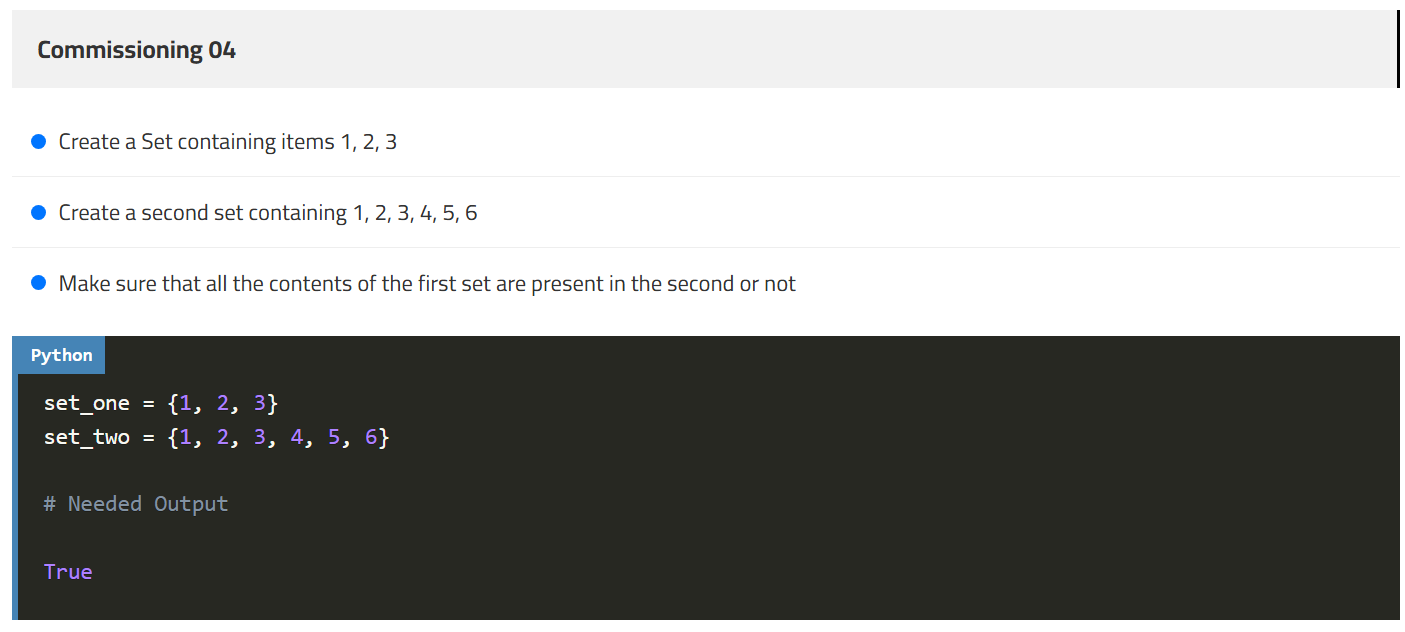 Commissioning 04
Create a Set containing items 1, 2, 3
Create a second set containing 1, 2, 3, 4, 5, 6
Make sure that all the contents of the first set are present in the second or not
Python
set_one = {1, 2, 3}
set_two = {1, 2, 3, 4, 5, 6}
# Needed Output
True